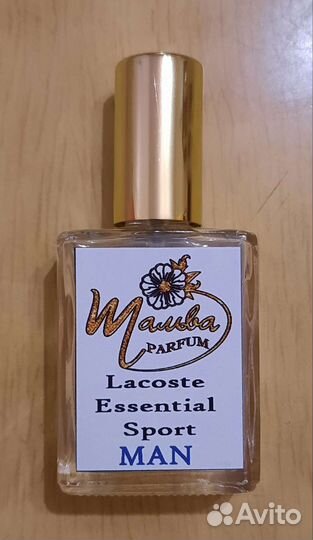 Мальва
PARFUM
Lacoste
Essential
Sport
MAN
Avito